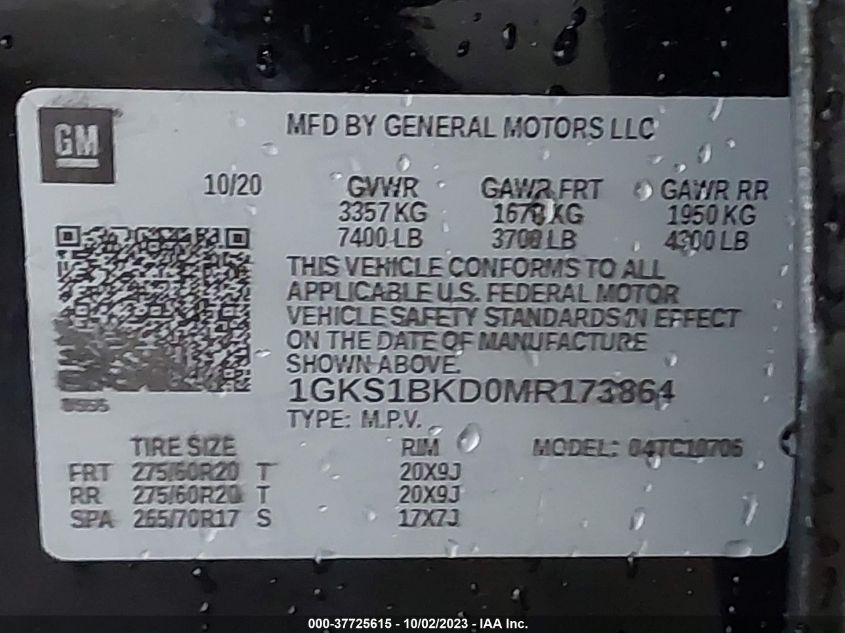 GM
MFD BY GENERAL MOTORS LLC
10/20 GVWR GAWR FRT GAWR RR
3357 KG 1678 KG 1950 KG
7400 LB 3700 LB 4300 LB
THIS VEHICLE CONFORMS TO ALL
APPLICABLE U.S. FEDERAL MOTOR
VEHICLE SAFETY STANDARDS IN EFFECT
ON THE DATE OF MANUFACTURE
SHOWN ABOVE.
1GKS1BKD0MR173864
TYPE: M.P.V.
TIRE SIZE RIM MODEL: 04TC10706
FRT 275/60R20 T 20X9J
RR 275/60R20 T 20X9J
SPA 265/70R17 S 17X7J
000-37725615 - 10/02/2023 - IAA Inc.